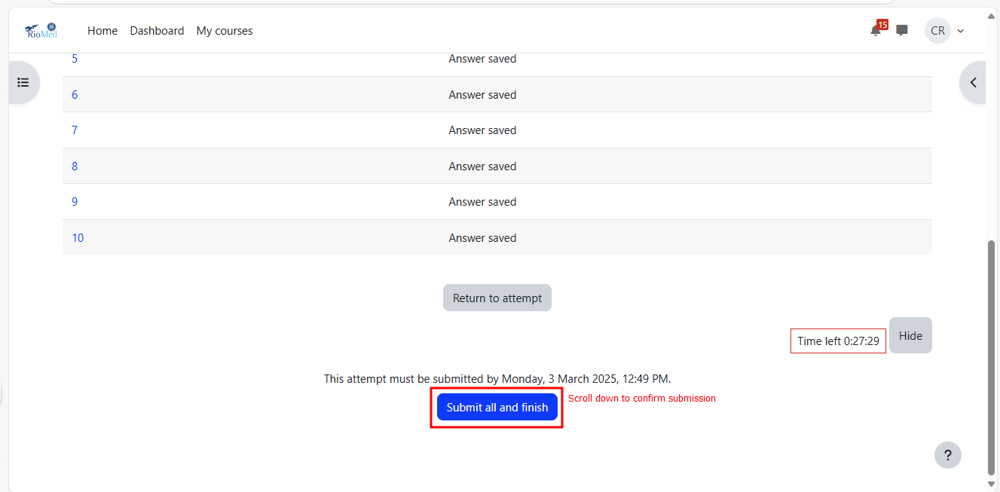 RioMed
Home Dashboard My courses
15
CR
5 Answer saved
6 Answer saved
7 Answer saved
8 Answer saved
9 Answer saved
10 Answer saved
Return to attempt
Time left 0:27:29
Hide
This attempt must be submitted by Monday, 3 March 2025, 12:49 PM.
Submit all and finish
Scroll down to confirm submission
?